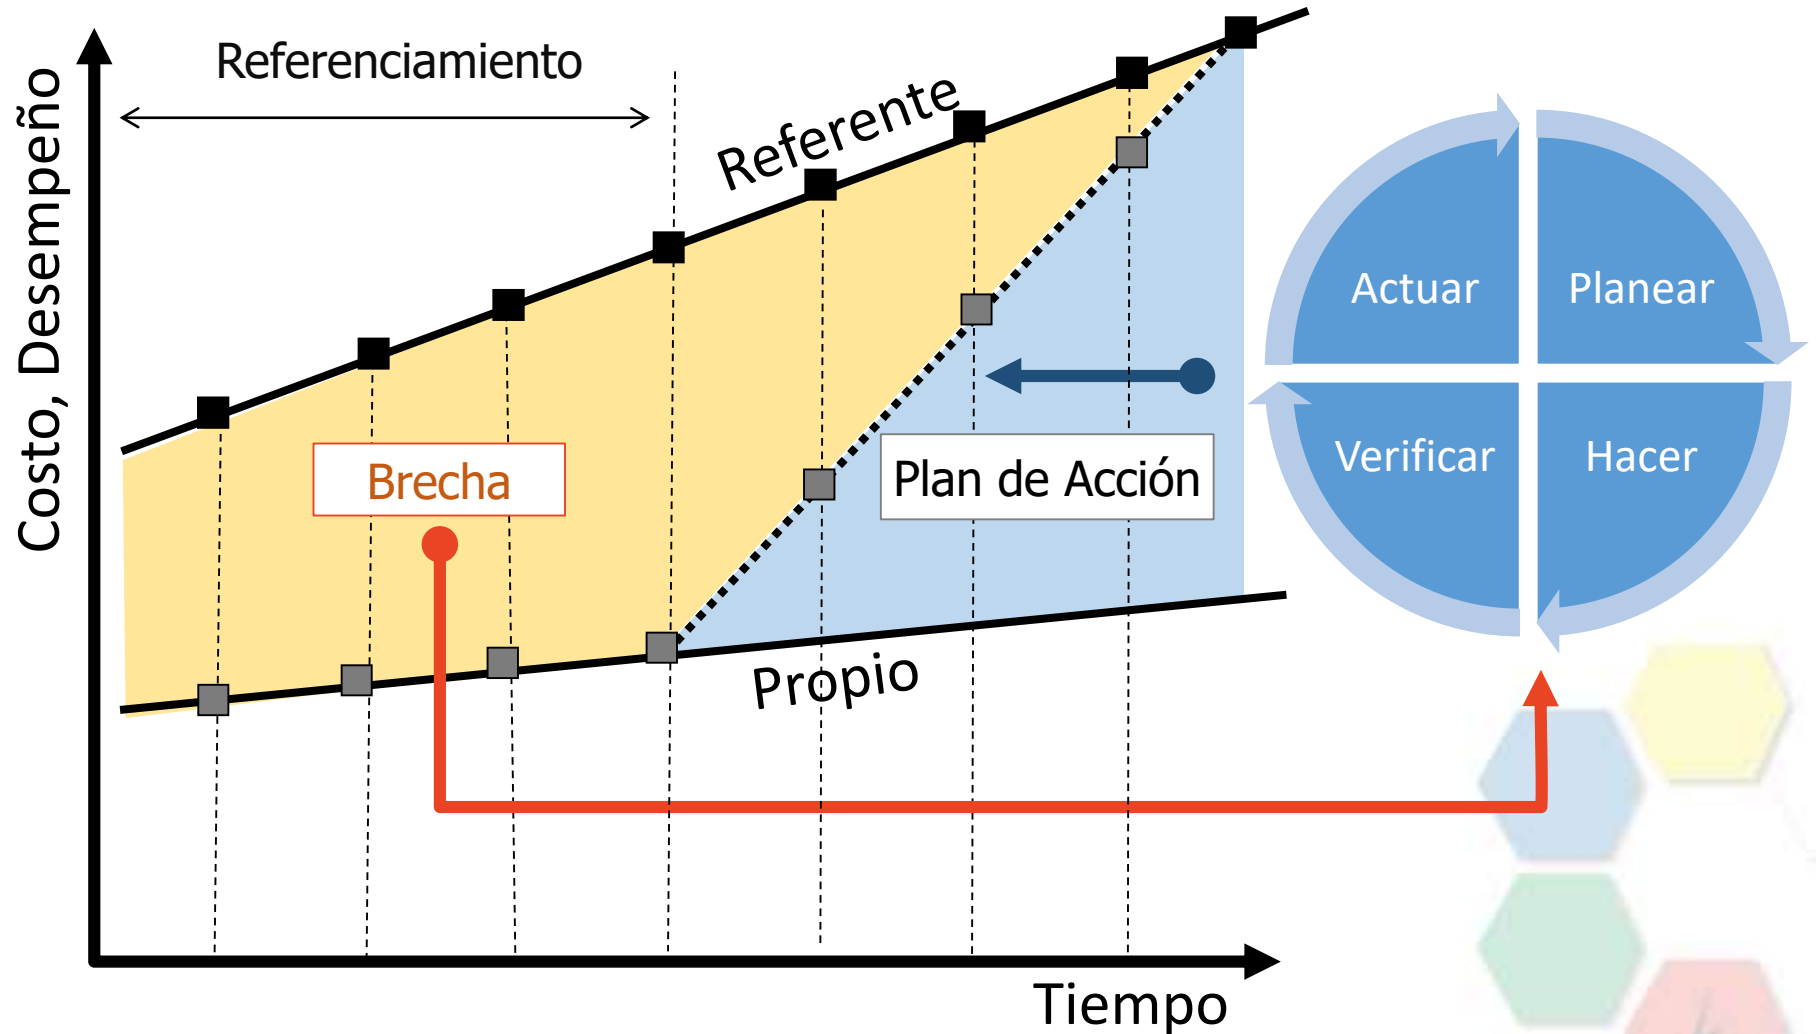 Referenciamiento
Costo, Desempeño
Referente
Brecha
Plan de Acción
Propio
Tiempo
Actuar
Planear
Verificar
Hacer